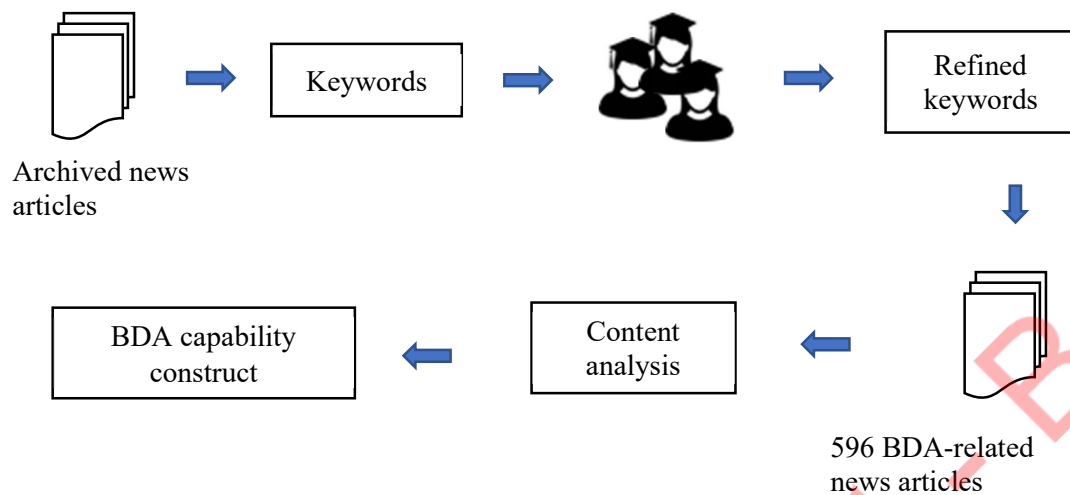 Keywords
Refined
keywords
Archived news
articles
596 BDA-related
news articles
Content
analysis
BDA capability
construct
B